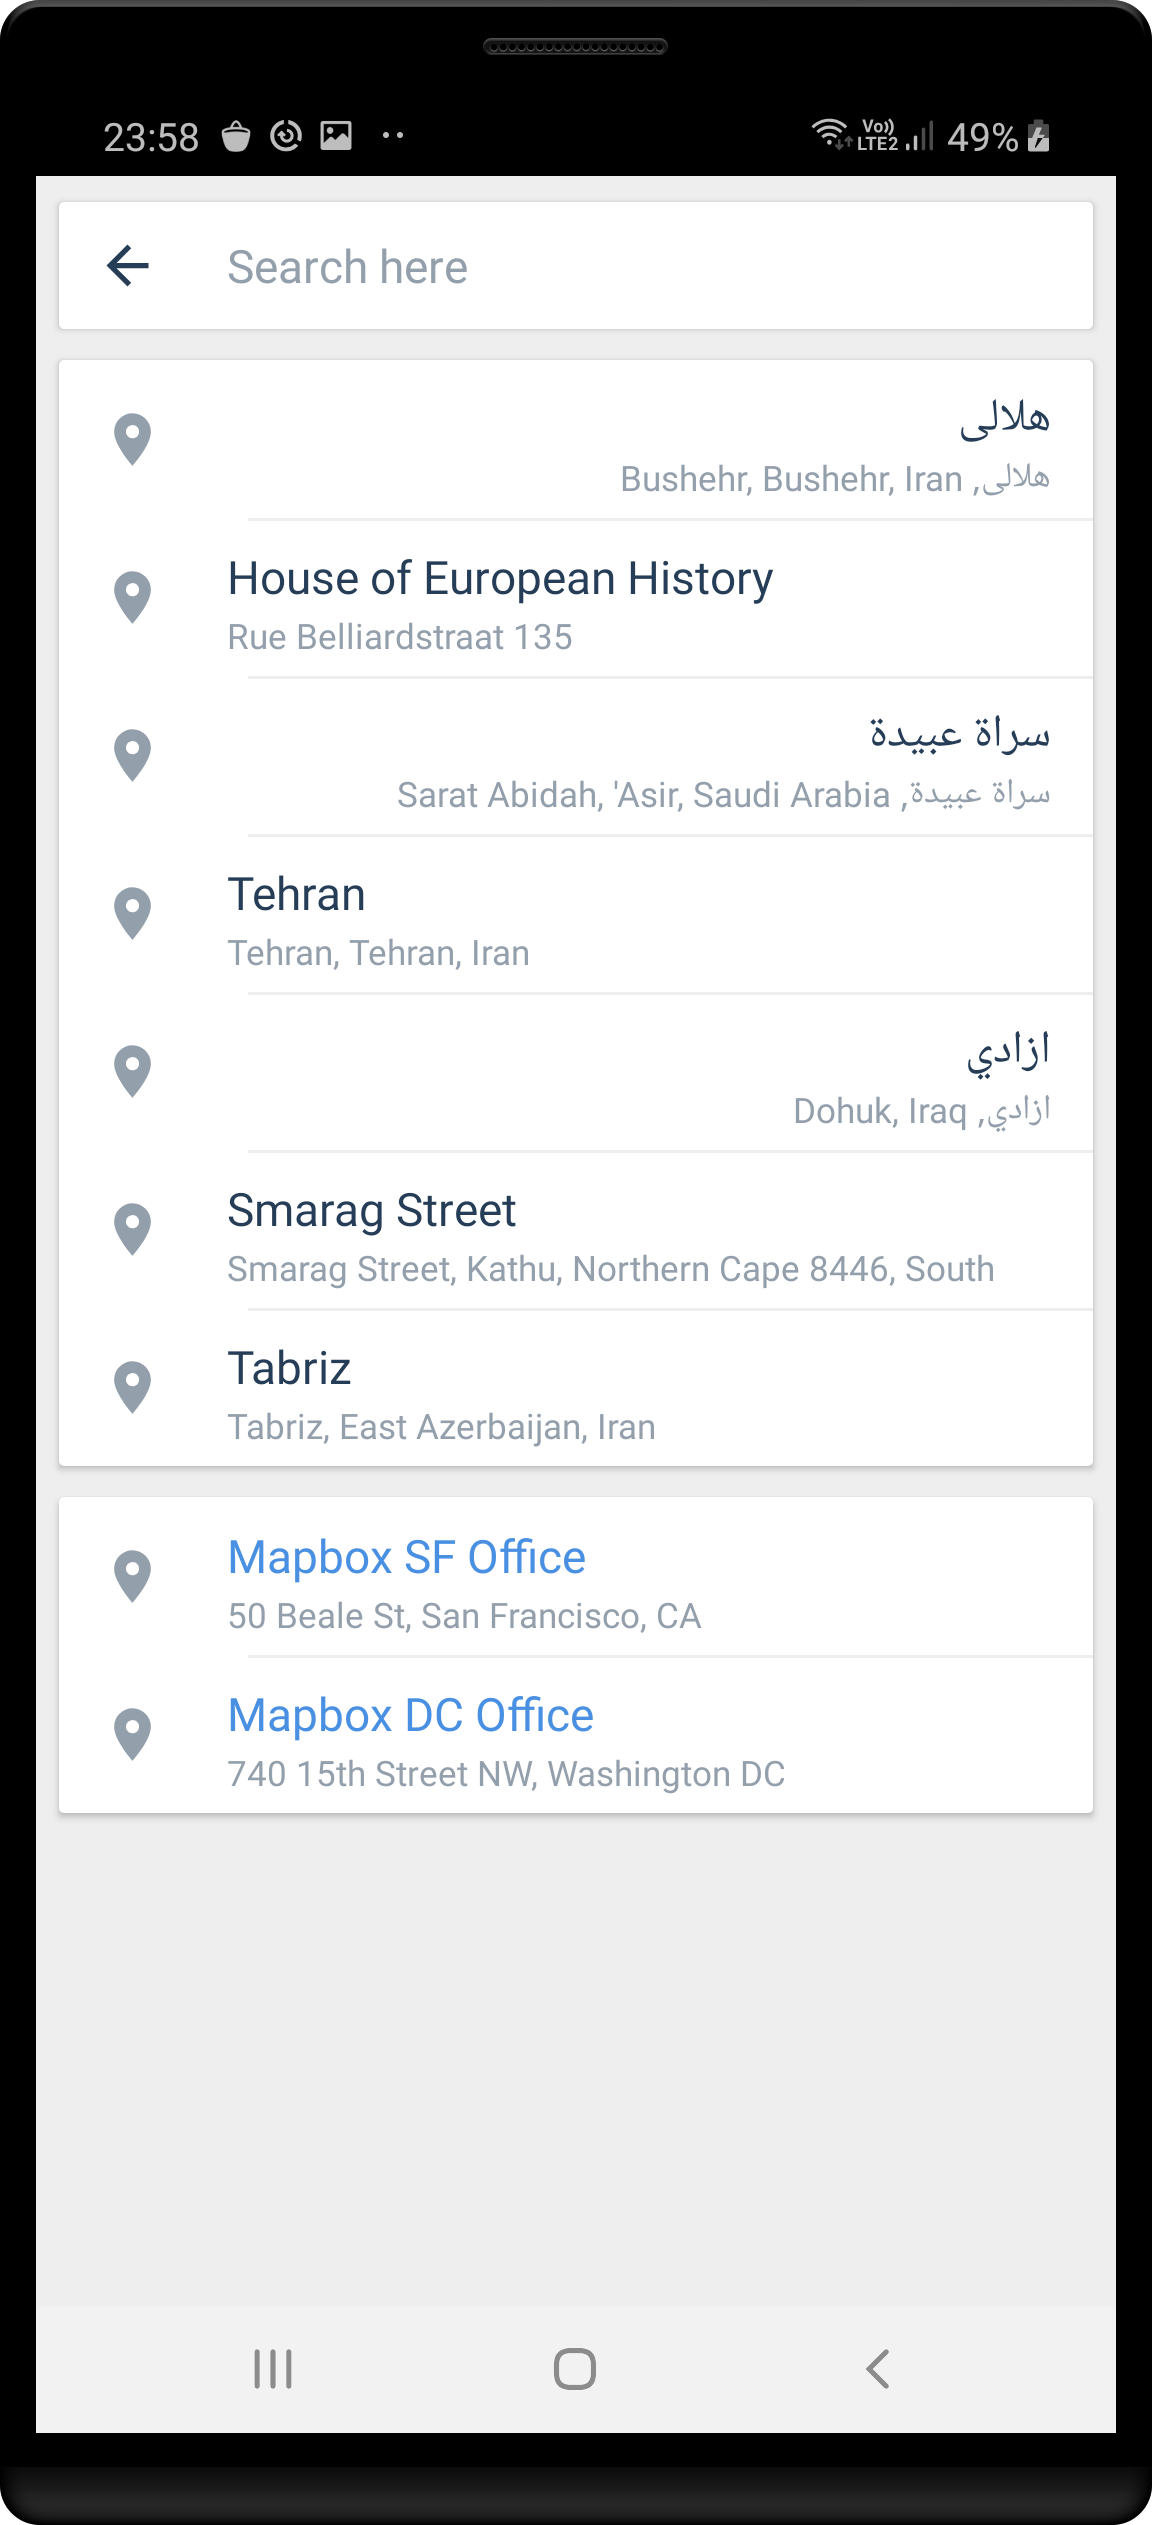 23:58
Vo)) LTE2 49%
Search here
هلالى
هلالى, Bushehr, Bushehr, Iran
House of European History
Rue Belliardstraat 135
سراة عبيدة
سراة عبيدة, Sarat Abidah, 'Asir, Saudi Arabia
Tehran
Tehran, Tehran, Iran
ازادي
ازادي, Dohuk, Iraq
Smarag Street
Smarag Street, Kathu, Northern Cape 8446, South
Tabriz
Tabriz, East Azerbaijan, Iran
Mapbox SF Office
50 Beale St, San Francisco, CA
Mapbox DC Office
740 15th Street NW, Washington DC